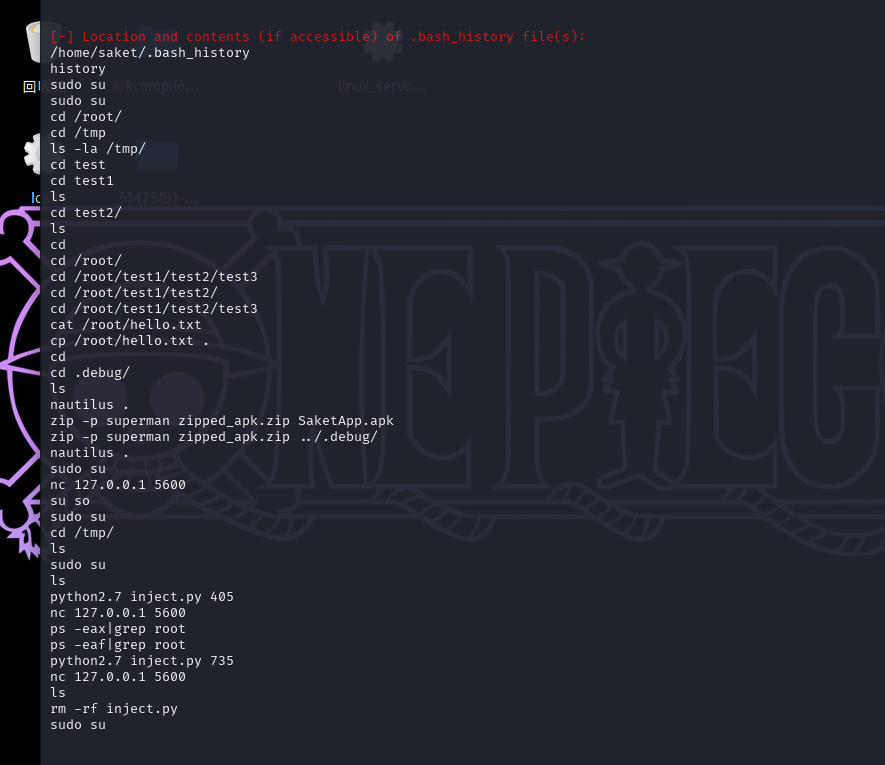 [-] Location and contents (if accessible) of .bash_history file(s):
/home/saket/.bash_history
history
sudo su
sudo su
cd /root/
cd /tmp
ls -la /tmp/
cd test
cd test1
ls
cd test2/
ls
cd
cd /root/
cd /root/test1/test2/test3
cd /root/test1/test2/
cd /root/test1/test2/test3
cat /root/hello.txt
cp /root/hello.txt .
cd
cd .debug/
ls
nautilus .
zip -p superman zipped_apk.zip SaketApp.apk
zip -p superman zipped_apk.zip ../.debug/
nautilus .
sudo su
nc 127.0.0.1 5600
su so
sudo su
cd /tmp/
ls
sudo su
ls
python2.7 inject.py 405
nc 127.0.0.1 5600
ps -eax|grep root
ps -eaf|grep root
python2.7 inject.py 735
nc 127.0.0.1 5600
ls
rm -rf inject.py
sudo su
回
arkcompile...
linux_serve...
51475f91-...
NEPIEC